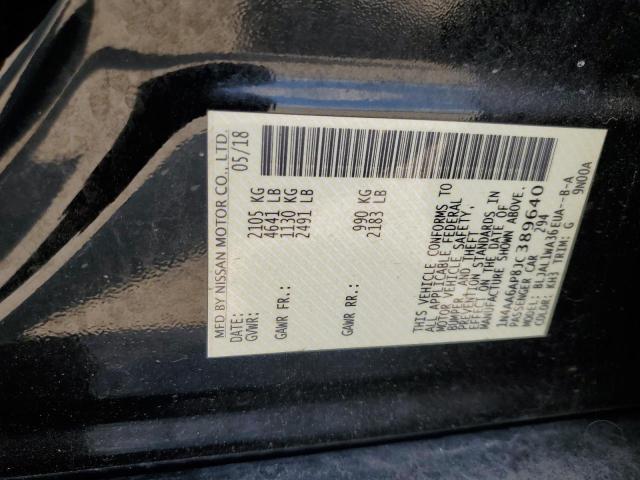 MFD BY NISSAN MOTOR CO., LTD.
DATE: 05/18
GVWR: 2105 KG
4641 LB
GAWR FR.: 1130 KG
2491 LB
GAWR RR.: 990 KG
2183 LB
THIS VEHICLE CONFORMS TO
ALL APPLICABLE FEDERAL
MOTOR VEHICLE SAFETY,
BUMPER, AND THEFT
PREVENTION STANDARDS IN
EFFECT ON THE DATE OF
MANUFACTURE SHOWN ABOVE.
1N4AA6AP8JC389640
PASSENGER CAR 294
MODEL: BLJALWA36EUA--B-A
COLOR: KH3 TRIM: G 9N00A